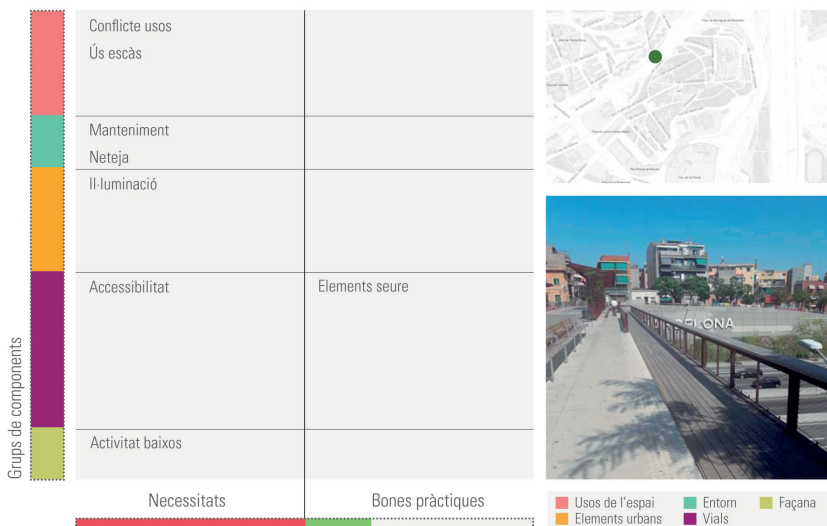 Conflicte usos
Ús escàs
Manteniment
Neteja
Il·luminació
Accessibilitat
Elements seure
Activitat baixos
Grups de components
Necessitats
Bones pràctiques
Usos de l'espai
Entorn
Façana
Elements urbans
Vials